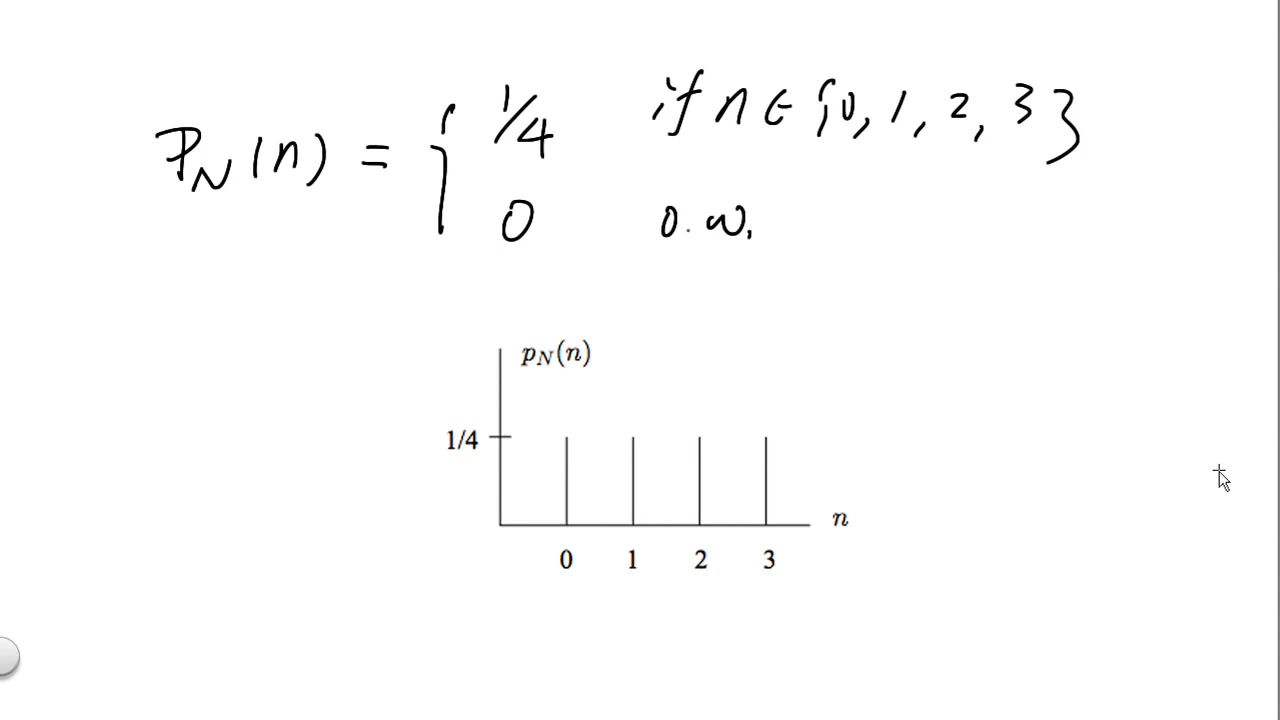 P_N(n) = { 1/4 if n ∈ {0, 1, 2, 3}
0 o.w.
p_N(n)
1/4
n
0 1 2 3